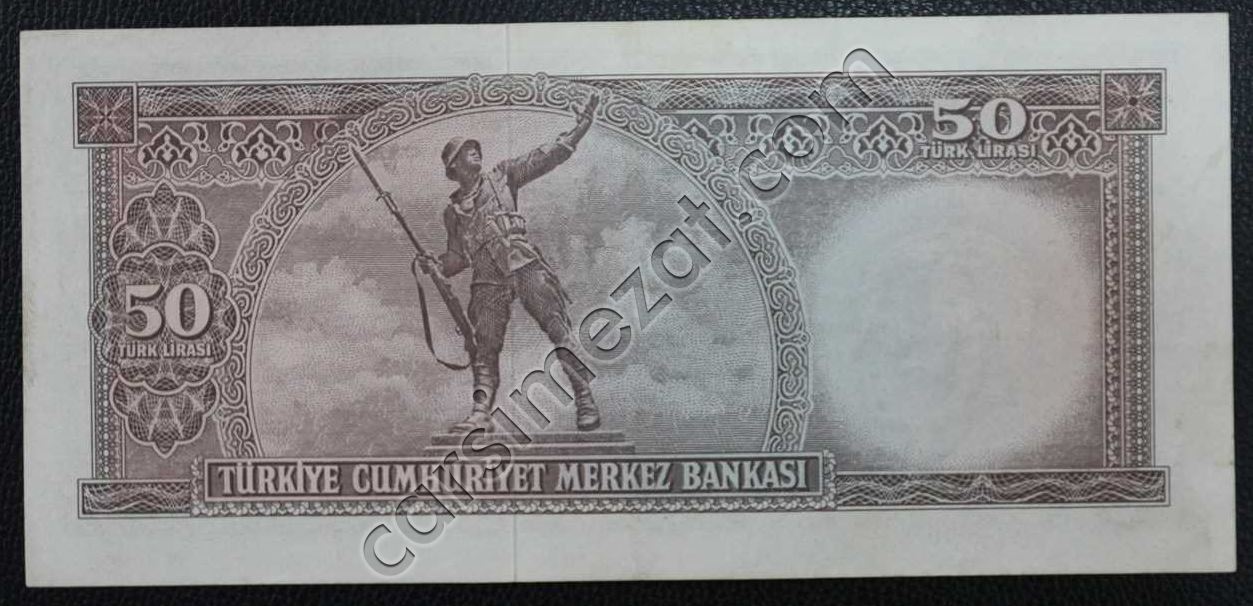 50
TÜRK LİRASI
50
TÜRK LİRASI
TÜRKİYE CUMHURİYET MERKEZ BANKASI
carsimezat.com